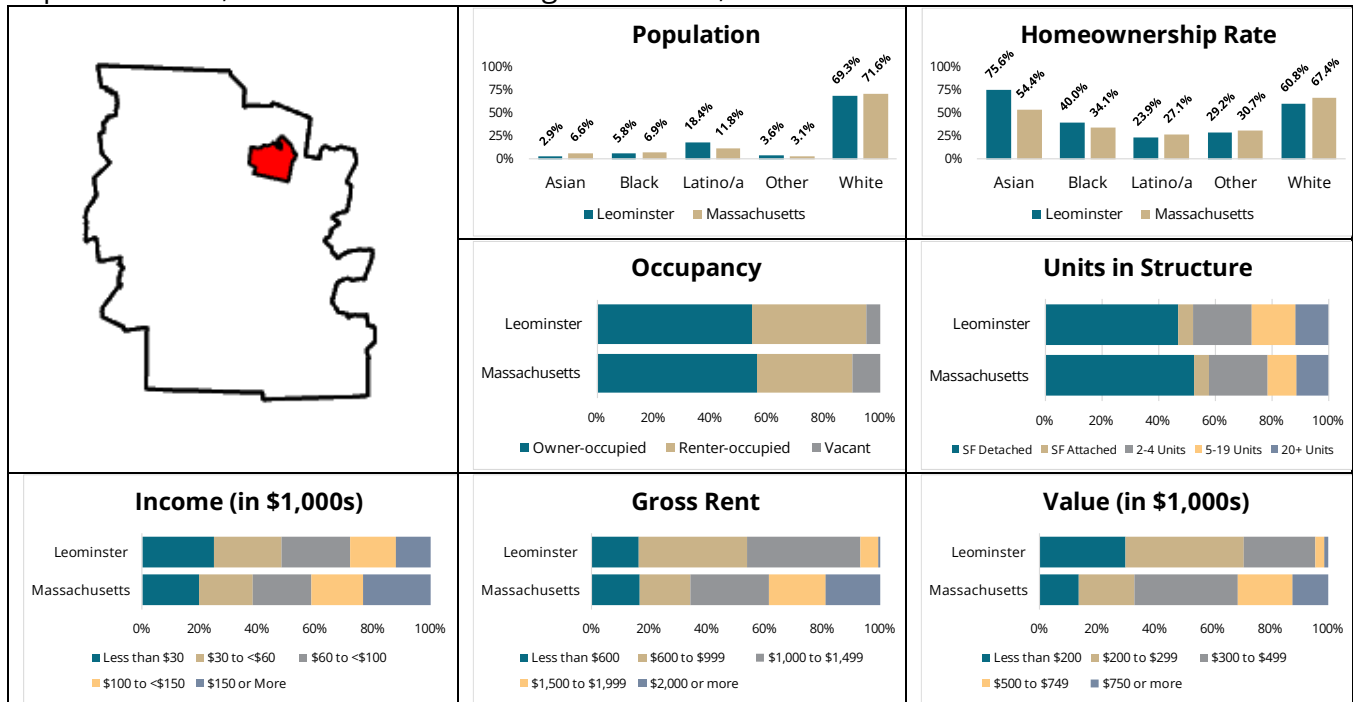 Population
100%
75%
50%
25%
0%
2.9%
6.6%
5.8%
6.9%
18.4%
11.8%
3.6%
3.1%
69.3%
71.6%
Asian Black Latino/a Other White
Leominster Massachusetts
Homeownership Rate
100%
75%
50%
25%
0%
75.6%
54.4%
40.0%
34.1%
23.9%
27.1%
29.2%
30.7%
60.8%
67.4%
Asian Black Latino/a Other White
Leominster Massachusetts
Occupancy
Leominster
Massachusetts
0% 20% 40% 60% 80% 100%
Owner-occupied Renter-occupied Vacant
Units in Structure
Leominster
Massachusetts
0% 20% 40% 60% 80% 100%
SF Detached SF Attached 2-4 Units 5-19 Units 20+ Units
Income (in $1,000s)
Leominster
Massachusetts
0% 20% 40% 60% 80% 100%
Less than $30 $30 to <$60 $60 to <$100
$100 to <$150 $150 or More
Gross Rent
Leominster
Massachusetts
0% 20% 40% 60% 80% 100%
Less than $600 $600 to $999 $1,000 to $1,499
$1,500 to $1,999 $2,000 or more
Value (in $1,000s)
Leominster
Massachusetts
0% 20% 40% 60% 80% 100%
Less than $200 $200 to $299 $300 to $499
$500 to $749 $750 or more